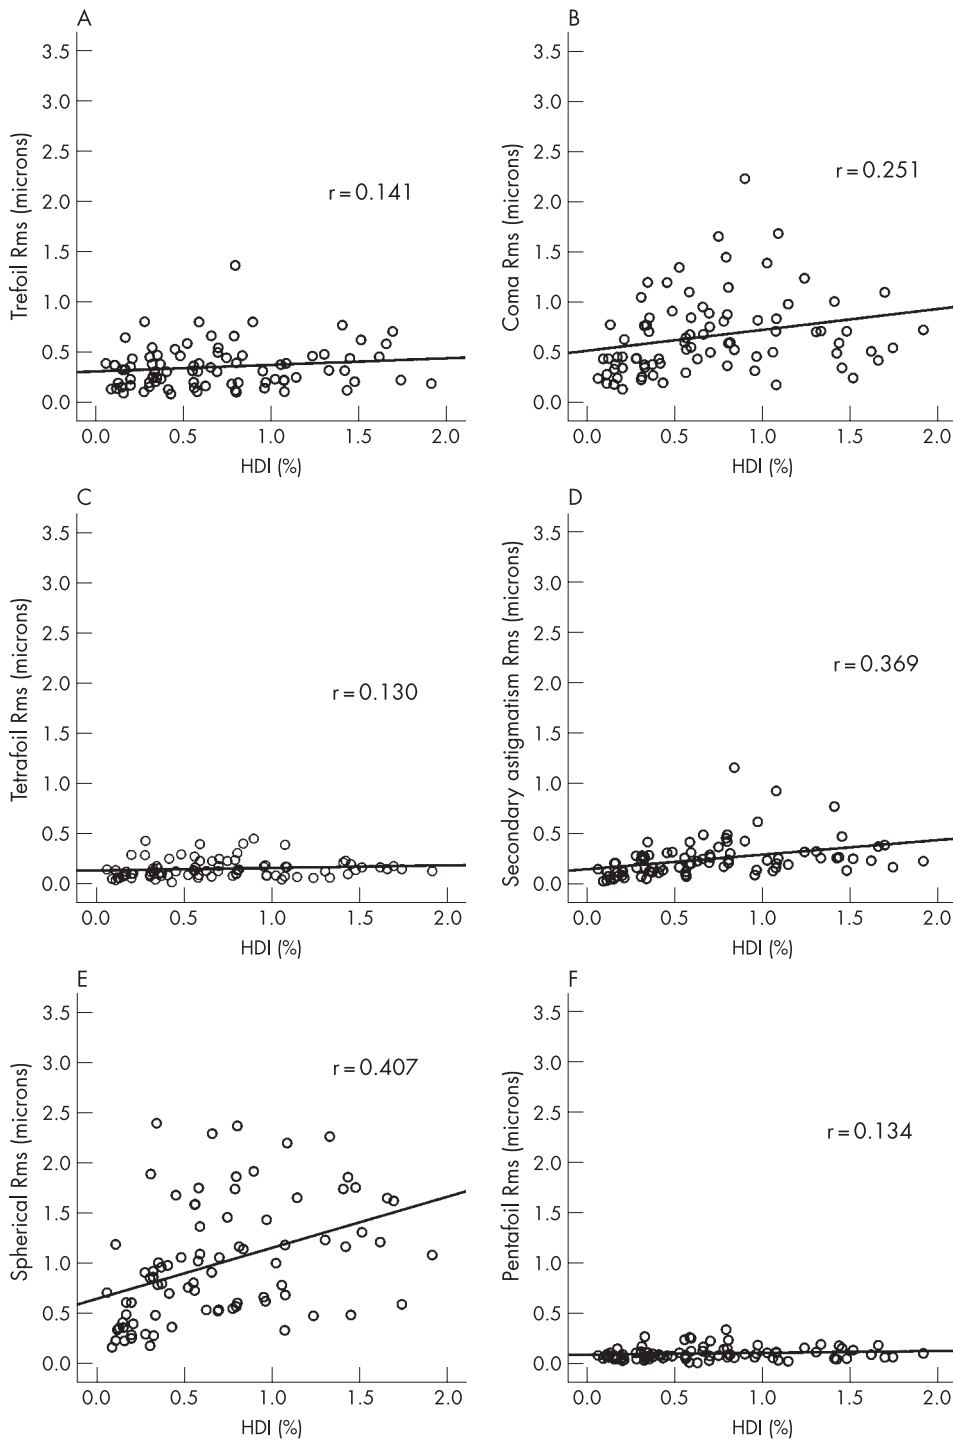 A
Trefoil Rms (microns)
3.5
3.0
2.5
2.0
1.5
1.0
0.5
0.0
r = 0.141
0.0 0.5 1.0 1.5 2.0
HDI (%)
B
Coma Rms (microns)
3.5
3.0
2.5
2.0
1.5
1.0
0.5
0.0
r = 0.251
0.0 0.5 1.0 1.5 2.0
HDI (%)
C
Tetrafoil Rms (microns)
3.5
3.0
2.5
2.0
1.5
1.0
0.5
0.0
r = 0.130
0.0 0.5 1.0 1.5 2.0
HDI (%)
D
Secondary astigmatism Rms (microns)
3.5
3.0
2.5
2.0
1.5
1.0
0.5
0.0
r = 0.369
0.0 0.5 1.0 1.5 2.0
HDI (%)
E
Spherical Rms (microns)
3.5
3.0
2.5
2.0
1.5
1.0
0.5
0.0
r = 0.407
0.0 0.5 1.0 1.5 2.0
HDI (%)
F
Pentafoil Rms (microns)
3.5
3.0
2.5
2.0
1.5
1.0
0.5
0.0
r = 0.134
0.0 0.5 1.0 1.5 2.0
HDI (%)